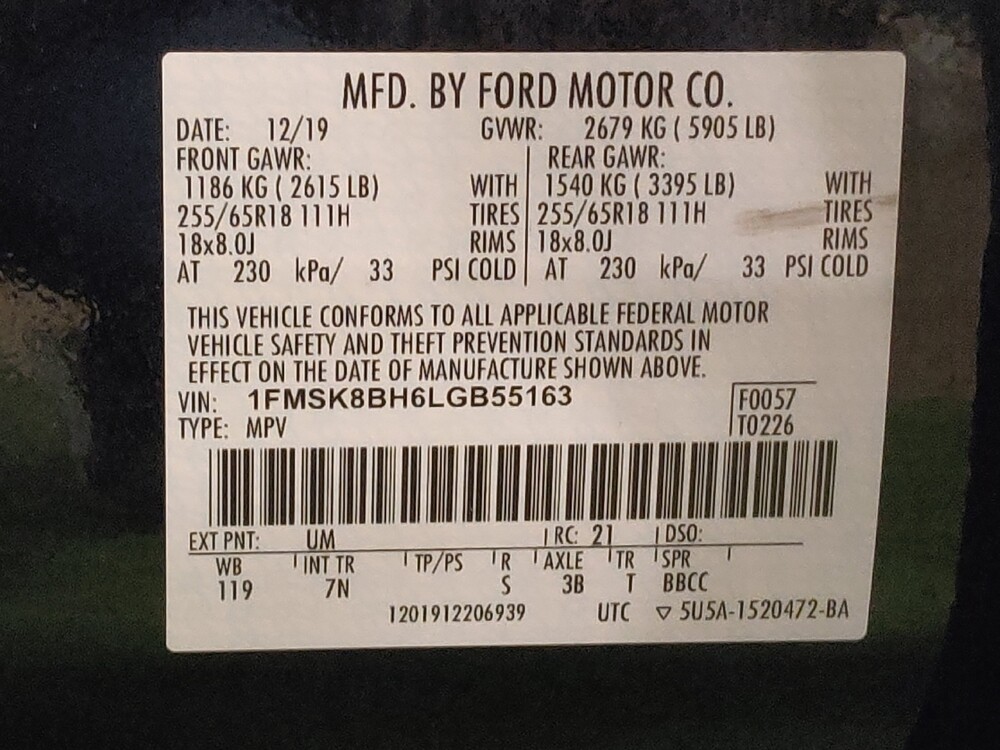 MFD. BY FORD MOTOR CO.
DATE: 12/19 GVWR: 2679 KG ( 5905 LB)
FRONT GAWR: REAR GAWR:
1186 KG ( 2615 LB) WITH 1540 KG ( 3395 LB) WITH
255/65R18 111H TIRES 255/65R18 111H TIRES
18x8.0J RIMS 18x8.0J RIMS
AT 230 kPa/ 33 PSI COLD AT 230 kPa/ 33 PSI COLD
THIS VEHICLE CONFORMS TO ALL APPLICABLE FEDERAL MOTOR
VEHICLE SAFETY AND THEFT PREVENTION STANDARDS IN
EFFECT ON THE DATE OF MANUFACTURE SHOWN ABOVE.
VIN: 1FMSK8BH6LGB55163 F0057
TYPE: MPV T0226
EXT PNT: UM RC: 21 DSO:
WB INT TR TP/PS R AXLE TR SPR
119 7N S 3B T BBCC
1201912206939 UTC ▽ 5U5A-1520472-BA